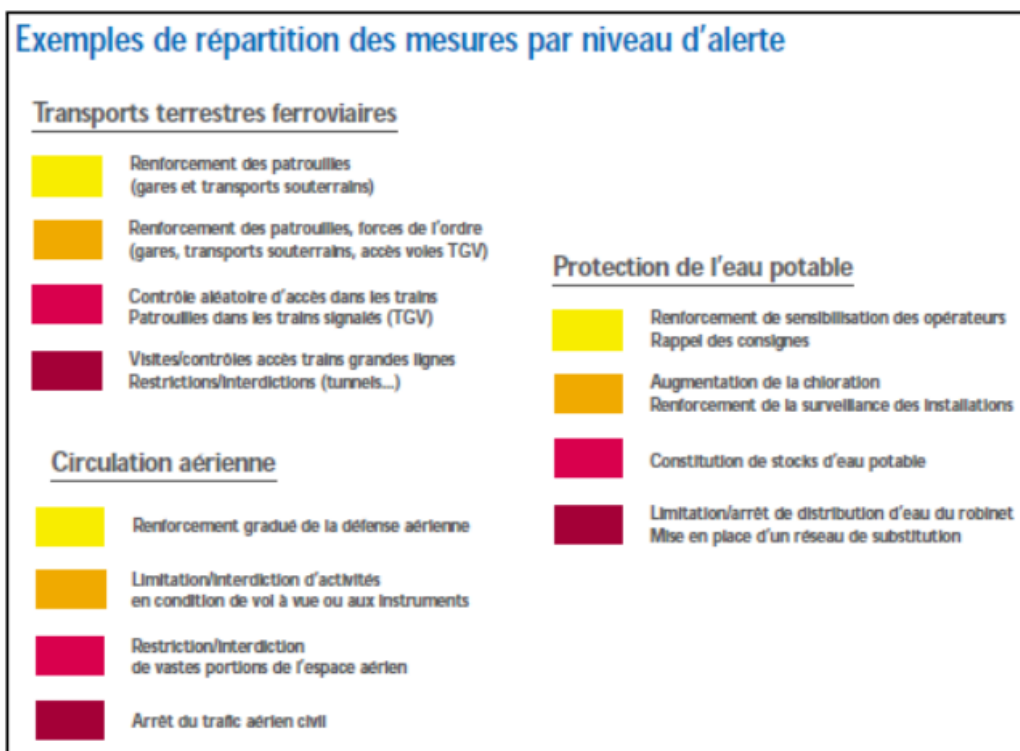 Exemples de répartition des mesures par niveau d'alerte
Transports terrestres ferroviaires
Renforcement des patrouilles
(gares et transports souterrains)
Renforcement des patrouilles, forces de l'ordre
(gares, transports souterrains, accès voies TGV)
Contrôle aléatoire d'accès dans les trains
Patrouilles dans les trains signalés (TGV)
Visites/contrôles accès trains grandes lignes
Restrictions/interdictions (tunnels...)
Circulation aérienne
Renforcement gradué de la défense aérienne
Limitation/interdiction d'activités
en condition de vol à vue ou aux instruments
Restriction/interdiction
de vastes portions de l'espace aérien
Arrêt du trafic aérien civil
Protection de l'eau potable
Renforcement de sensibilisation des opérateurs
Rappel des consignes
Augmentation de la chloration
Renforcement de la surveillance des installations
Constitution de stocks d'eau potable
Limitation/arrêt de distribution d'eau du robinet
Mise en place d'un réseau de substitution